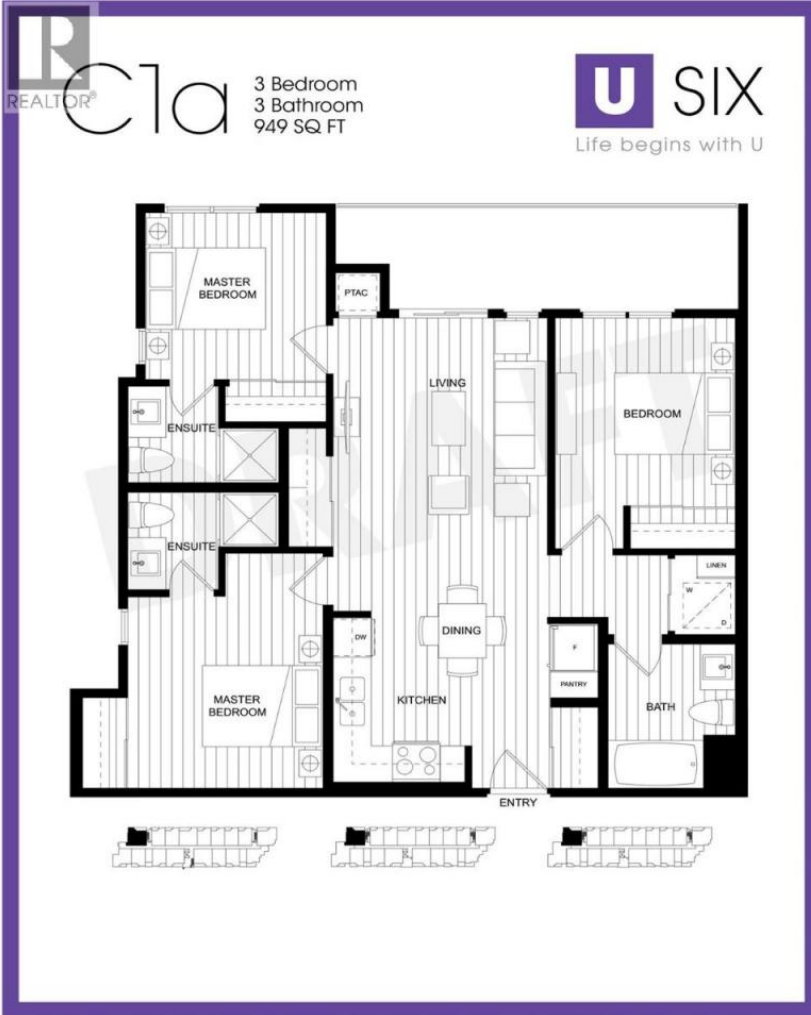 R
REALTOR®
C1a
3 Bedroom
3 Bathroom
949 SQ FT
U SIX
Life begins with U
MASTER
BEDROOM
PTAC
LIVING
BEDROOM
ENSUITE
ENSUITE
DRAFT
LINEN
W
D
DW
DINING
F
PANTRY
MASTER
BEDROOM
KITCHEN
BATH
ENTRY